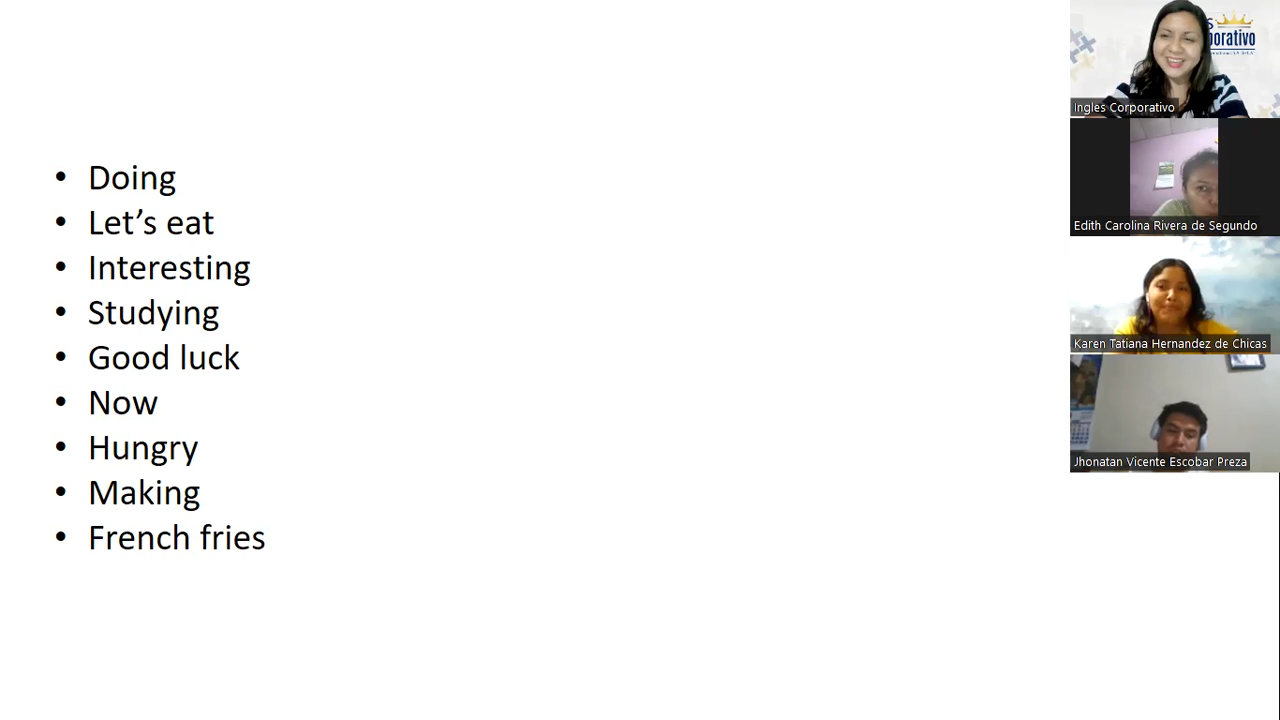 • Doing
• Let’s eat
• Interesting
• Studying
• Good luck
• Now
• Hungry
• Making
• French fries
Ingles Corporativo
Edith Carolina Rivera de Segundo
Karen Tatiana Hernandez de Chicas
Jhonatan Vicente Escobar Preza